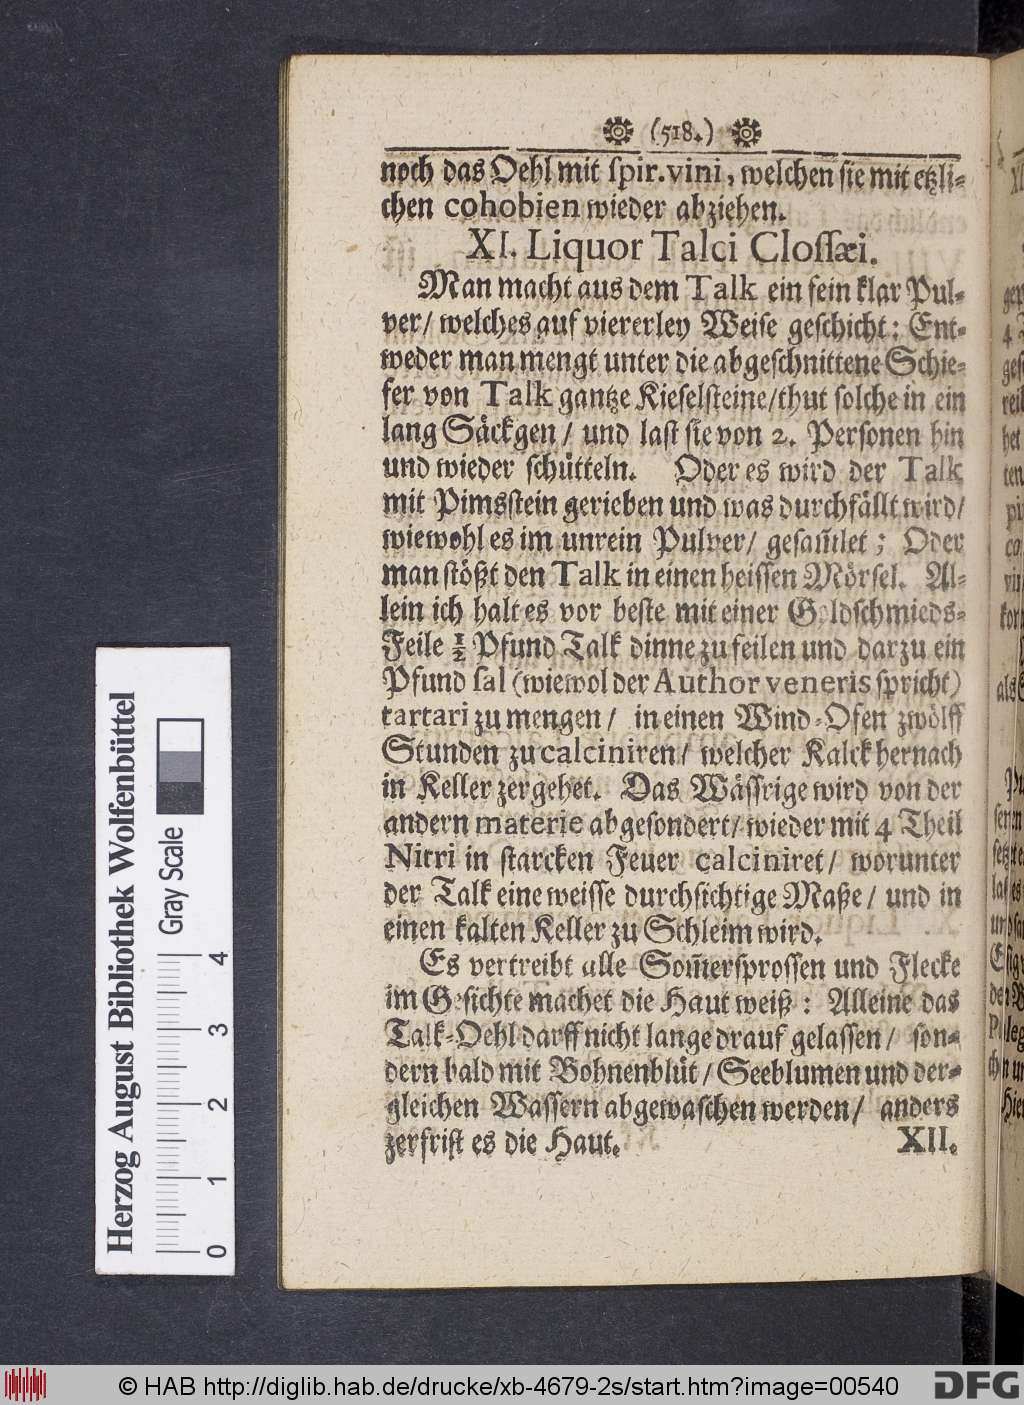 (518.)
noch das Oehl mit ſpir. vini, welchen ſie mit etzli-
chen cohobien wieder abziehen.
XI. Liquor Talci Cloſſæi.
Man macht aus dem Talk ein fein klar Pul-
ver/ welches auf viererley Weiſe geſchicht: Ent-
weder man mengt unter die abgeſchnittene Schie-
fer von Talk gantze Kieſelſteine/ thut ſolche in ein
lang Säckgen/ und laſt ſie von 2. Perſonen hin
und wieder ſchütteln. Oder es wird der Talk
mit Pimsſtein gerieben und was durchfällt wird/
wiewohl es im unrein Pulver/ geſam̃let; Oder
man ſtößt den Talk in einen heiſſen Mörſel. Al-
lein ich halt es vor beſte mit einer Goldſchmieds-
Feile ½ Pfund Talk dinne zu feilen und darzu ein
Pfund ſal (wiewol der Author veneris ſpricht)
tartari zu mengen/ in einen Wind-Ofen zwölff
Stunden zu calciniren/ welcher Kalck hernach
in Keller zergehet. Das Wäſſrige wird von der
andern materie abgeſondert/ wieder mit 4 Theil
Nitri in ſtarcken Feuer calciniret/ worunter
der Talk eine weiſſe durchſichtige Maße/ und in
einen kalten Keller zu Schleim wird.
Es vertreibt alle Som̃erſproſſen und Flecke
im Geſichte machet die Haut weiß: Alleine das
Talk-Oehl darff nicht lange drauf gelaſſen/ ſon-
dern bald mit Bohnenblüt/ Seeblumen und der-
gleichen Waſſern abgewaſchen werden/ anders
zerfriſt es die Haut.
XII.
Herzog August Bibliothek Wolfenbüttel
Gray Scale
0 1 2 3 4
© HAB http://diglib.hab.de/drucke/xb-4679-2s/start.htm?image=00540
DFG